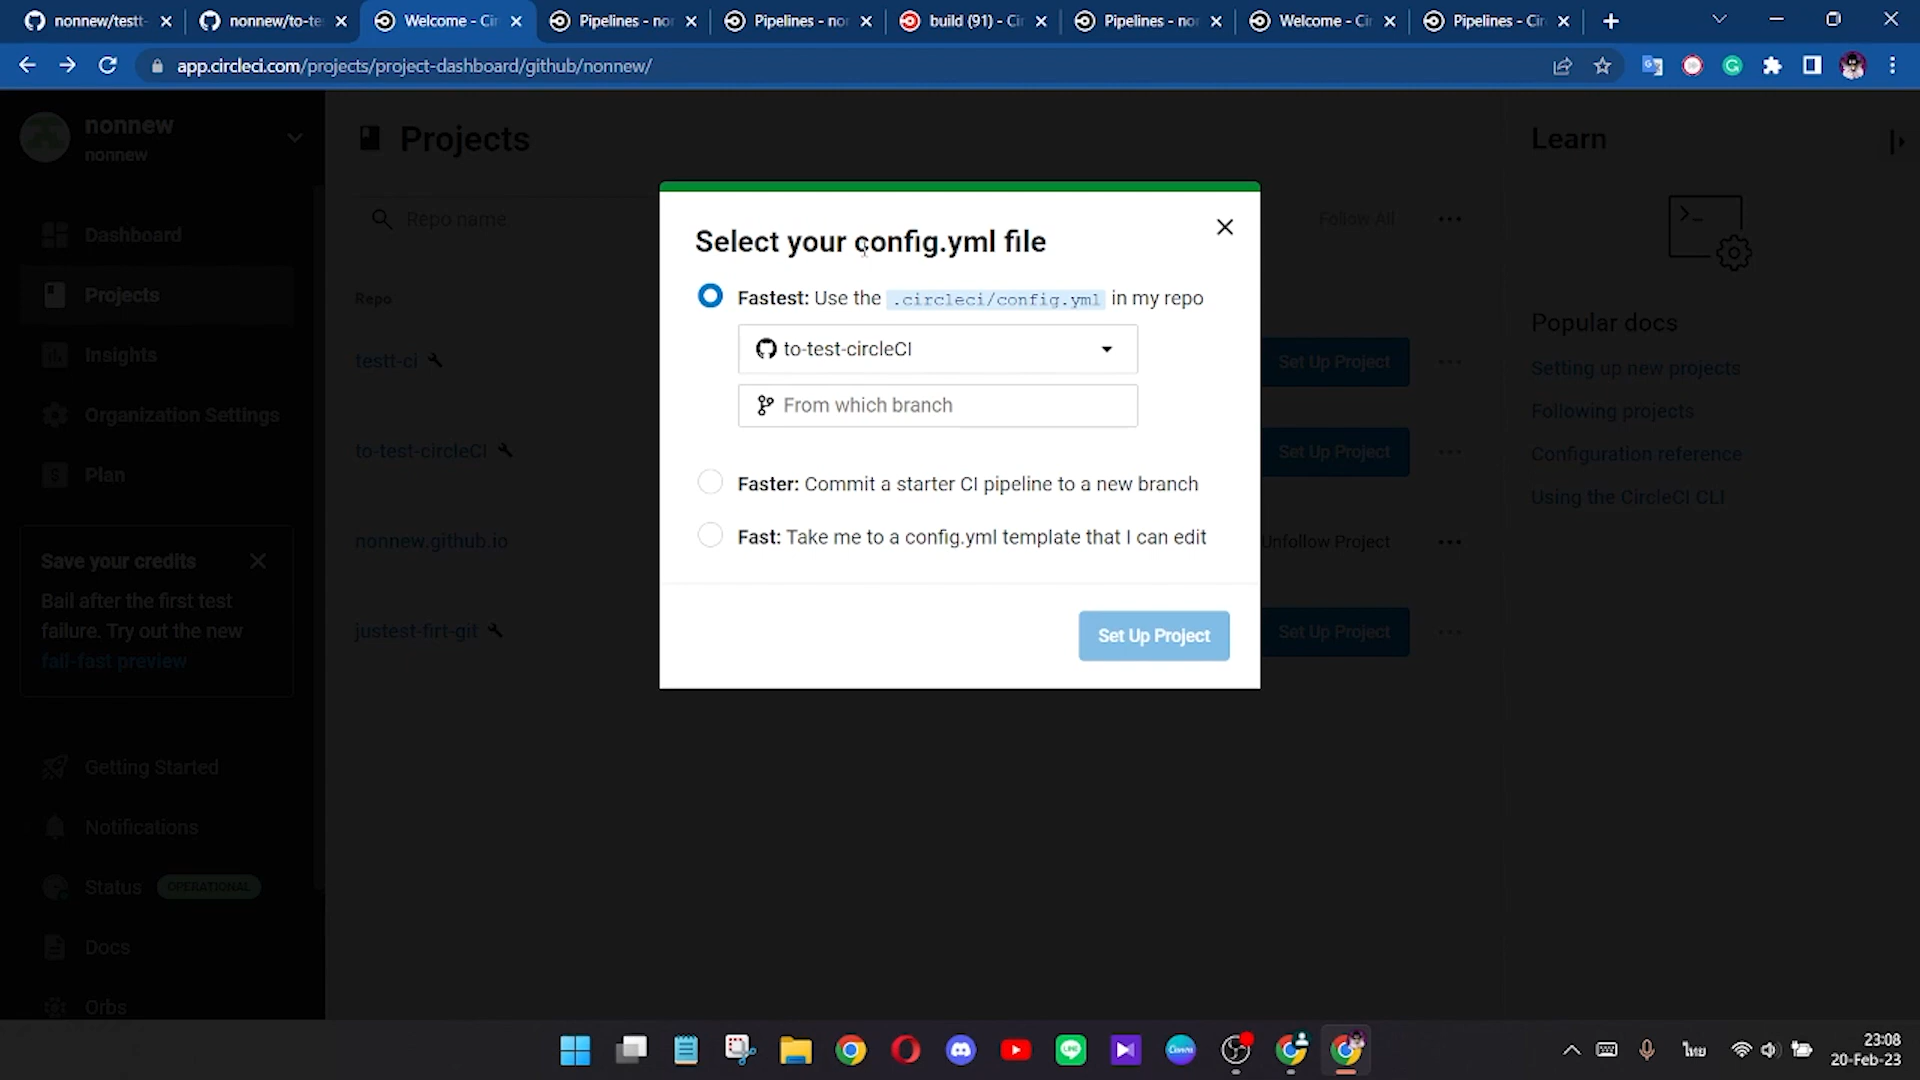 nonnew/testt-
nonnew/to-te
Welcome - Cir
Pipelines - no
Pipelines - no
build (91) - Ci
Pipelines - no
Welcome - Ci
Pipelines - Ci
app.circleci.com/projects/project-dashboard/github/nonnew/
nonnew
nonnew
Dashboard
Projects
Insights
Organization Settings
Plan
Save your credits
Bail after the first test
failure. Try out the new
fail-fast preview
Getting Started
Notifications
Status OPERATIONAL
Docs
Orbs
Projects
Repo name
Follow All
Repo
testt-ci
Set Up Project
to-test-circleCI
Set Up Project
nonnew.github.io
Unfollow Project
justest-firt-git
Set Up Project
Select your config.yml file
Fastest: Use the .circleci/config.yml in my repo
to-test-circleCI
From which branch
Faster: Commit a starter CI pipeline to a new branch
Fast: Take me to a config.yml template that I can edit
Set Up Project
Learn
Popular docs
Setting up new projects
Following projects
Configuration reference
Using the CircleCI CLI
LINE
Canva
ไทย
23:08
20-Feb-23